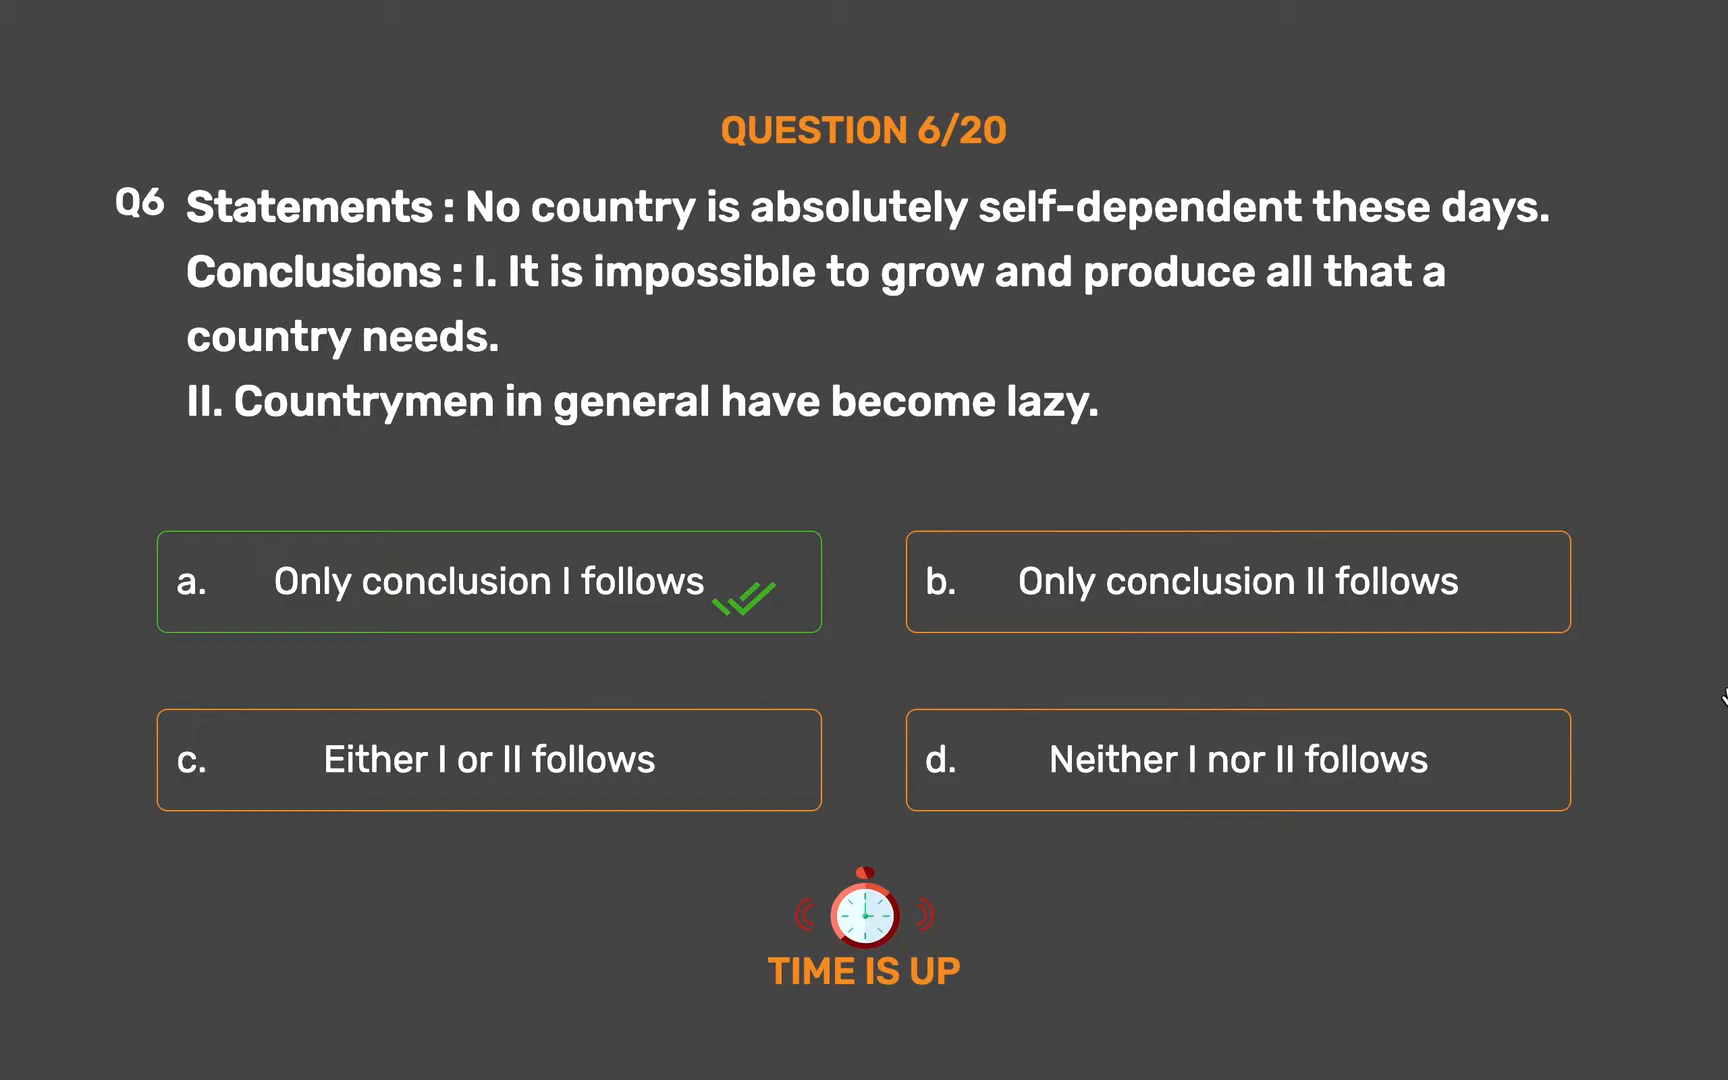 QUESTION 6/20
Q6 Statements : No country is absolutely self-dependent these days.
Conclusions : I. It is impossible to grow and produce all that a
country needs.
II. Countrymen in general have become lazy.
a. Only conclusion I follows
b. Only conclusion II follows
c. Either I or II follows
d. Neither I nor II follows
TIME IS UP